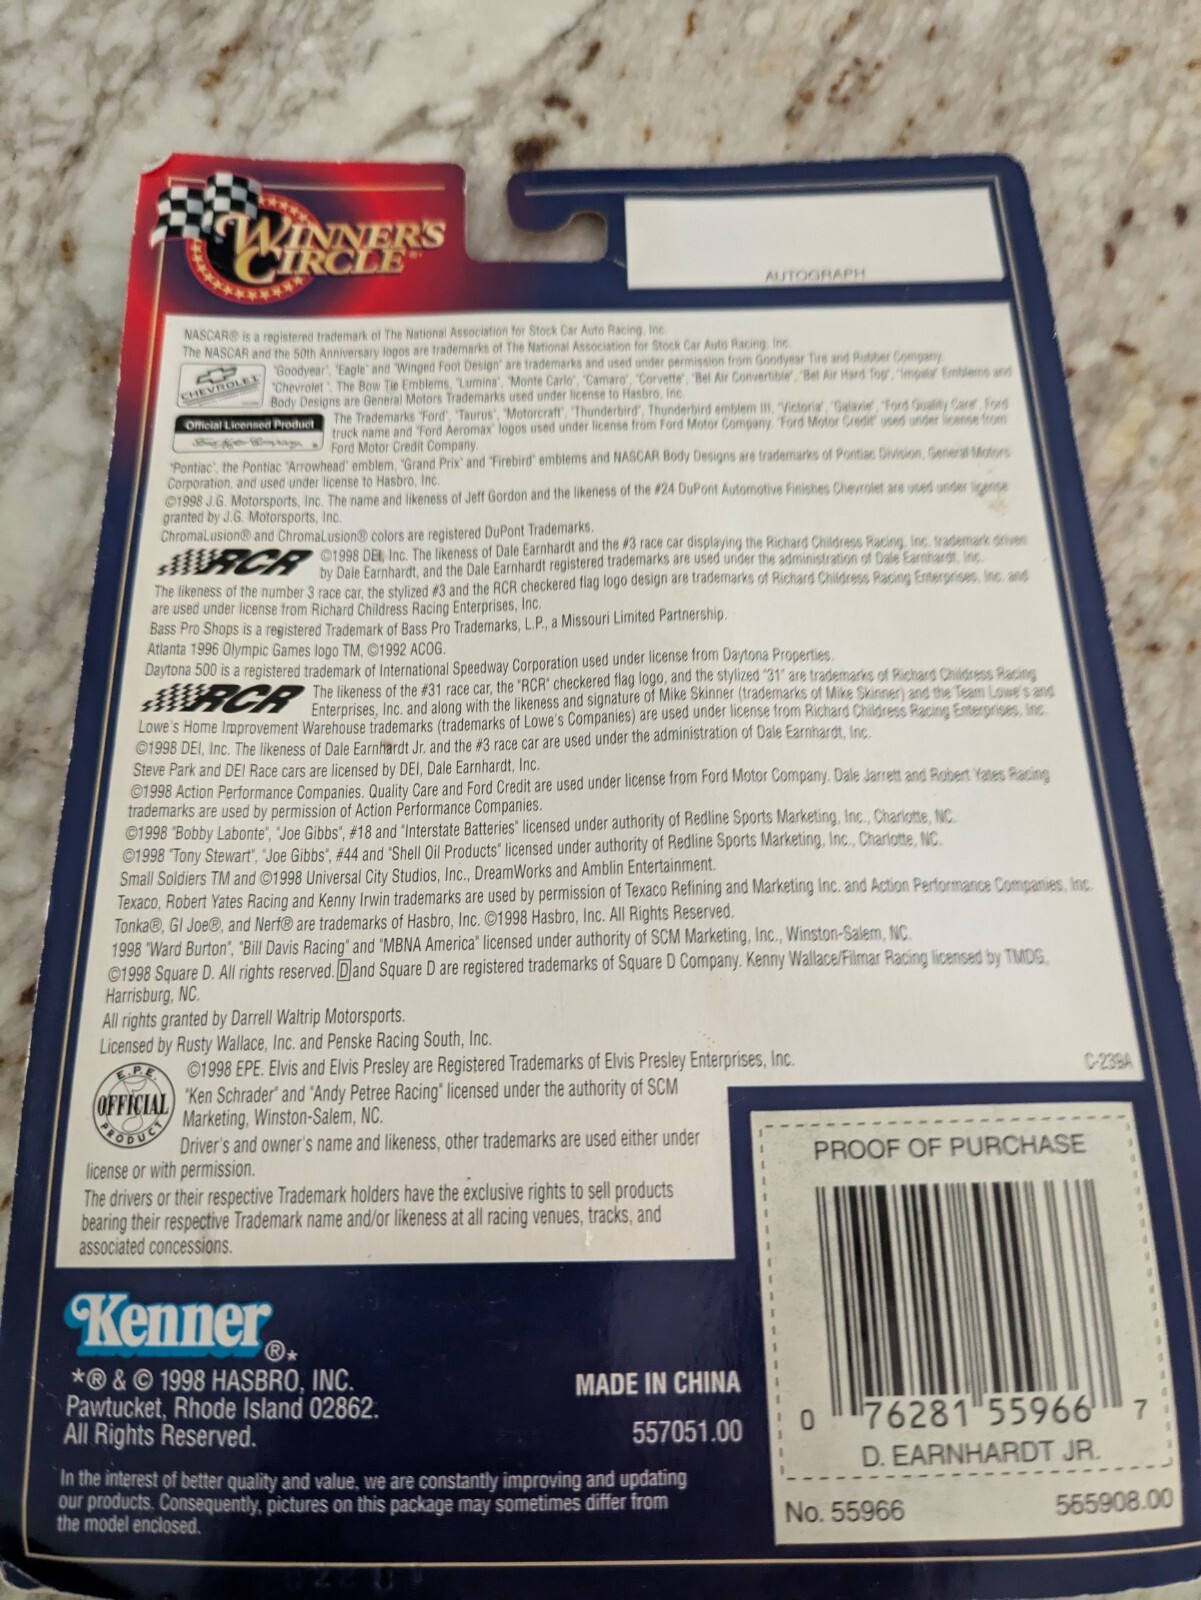 WINNER'S
CIRCLE
AUTOGRAPH
NASCAR® is a registered trademark of The National Association for Stock Car Auto Racing, Inc.
The NASCAR and the 50th Anniversary logos are trademarks of The National Association for Stock Car Auto Racing, Inc.
CHEVROLET
"Goodyear", "Eagle" and "Winged Foot Design" are trademarks and used under permission from Goodyear Tire and Rubber Company.
"Chevrolet", The Bow Tie Emblems, "Lumina", "Monte Carlo", "Camaro", "Corvette", "Bel Air Convertible", "Bel Air Hard Top", "Impala" Emblems and
Body Designs are General Motors Trademarks used under license to Hasbro, Inc.
Official Licensed Product
The Trademarks "Ford", "Taurus", "Motorcraft", "Thunderbird", Thunderbird emblem III, "Victoria", "Galaxie", "Ford Quality Care", Ford
truck name and "Ford Aeromax" logos used under license from Ford Motor Company. "Ford Motor Credit" used under license from
Ford Motor Credit Company.
"Pontiac", the Pontiac "Arrowhead" emblem, "Grand Prix" and "Firebird" emblems and NASCAR Body Designs are trademarks of Pontiac Division, General Motors
Corporation, and used under license to Hasbro, Inc.
©1998 J.G. Motorsports, Inc. The name and likeness of Jeff Gordon and the likeness of the #24 DuPont Automotive Finishes Chevrolet are used under license
granted by J.G. Motorsports, Inc.
ChromaLusion® and ChromaLusion® colors are registered DuPont Trademarks.
RCR
©1998 DEI, Inc. The likeness of Dale Earnhardt and the #3 race car displaying the Richard Childress Racing, Inc. trademark driven
by Dale Earnhardt, and the Dale Earnhardt registered trademarks are used under the administration of Dale Earnhardt, Inc.
The likeness of the number 3 race car, the stylized #3 and the RCR checkered flag logo design are trademarks of Richard Childress Racing Enterprises, Inc. and
are used under license from Richard Childress Racing Enterprises, Inc.
Bass Pro Shops is a registered Trademark of Bass Pro Trademarks, L.P., a Missouri Limited Partnership.
Atlanta 1996 Olympic Games logo TM, ©1992 ACOG.
Daytona 500 is a registered trademark of International Speedway Corporation used under license from Daytona Properties.
RCR
The likeness of the #31 race car, the "RCR" checkered flag logo, and the stylized "31" are trademarks of Richard Childress Racing
Enterprises, Inc. and along with the likeness and signature of Mike Skinner (trademarks of Mike Skinner) and the Team Lowe's and
Lowe's Home Improvement Warehouse trademarks (trademarks of Lowe's Companies) are used under license from Richard Childress Racing Enterprises, Inc.
©1998 DEI, Inc. The likeness of Dale Earnhardt Jr. and the #3 race car are used under the administration of Dale Earnhardt, Inc.
Steve Park and DEI Race cars are licensed by DEI, Dale Earnhardt, Inc.
©1998 Action Performance Companies. Quality Care and Ford Credit are used under license from Ford Motor Company. Dale Jarrett and Robert Yates Racing
trademarks are used by permission of Action Performance Companies.
©1998 "Bobby Labonte", "Joe Gibbs", #18 and "Interstate Batteries" licensed under authority of Redline Sports Marketing, Inc., Charlotte, NC.
©1998 "Tony Stewart", "Joe Gibbs", #44 and "Shell Oil Products" licensed under authority of Redline Sports Marketing, Inc., Charlotte, NC.
Small Soldiers TM and ©1998 Universal City Studios, Inc., DreamWorks and Amblin Entertainment.
Texaco, Robert Yates Racing and Kenny Irwin trademarks are used by permission of Texaco Refining and Marketing Inc. and Action Performance Companies, Inc.
Tonka®, GI Joe®, and Nerf® are trademarks of Hasbro, Inc. ©1998 Hasbro, Inc. All Rights Reserved.
1998 "Ward Burton", "Bill Davis Racing" and "MBNA America" licensed under authority of SCM Marketing, Inc., Winston-Salem, NC.
©1998 Square D. All rights reserved. D and Square D are registered trademarks of Square D Company. Kenny Wallace/Filmar Racing licensed by TMDG,
Harrisburg, NC.
All rights granted by Darrell Waltrip Motorsports.
Licensed by Rusty Wallace, Inc. and Penske Racing South, Inc.
E.P.E.
OFFICIAL
PRODUCT
©1998 EPE. Elvis and Elvis Presley are Registered Trademarks of Elvis Presley Enterprises, Inc.
C-239A
"Ken Schrader" and "Andy Petree Racing" licensed under the authority of SCM
Marketing, Winston-Salem, NC.
Driver's and owner's name and likeness, other trademarks are used either under
license or with permission.
The drivers or their respective Trademark holders have the exclusive rights to sell products
bearing their respective Trademark name and/or likeness at all racing venues, tracks, and
associated concessions.
Kenner®*
*® & © 1998 HASBRO, INC.
Pawtucket, Rhode Island 02862.
All Rights Reserved.
MADE IN CHINA
557051.00
In the interest of better quality and value, we are constantly improving and updating
our products. Consequently, pictures on this package may sometimes differ from
the model enclosed.
PROOF OF PURCHASE
0 76281 55966 7
D. EARNHARDT JR.
No. 55966
565908.00